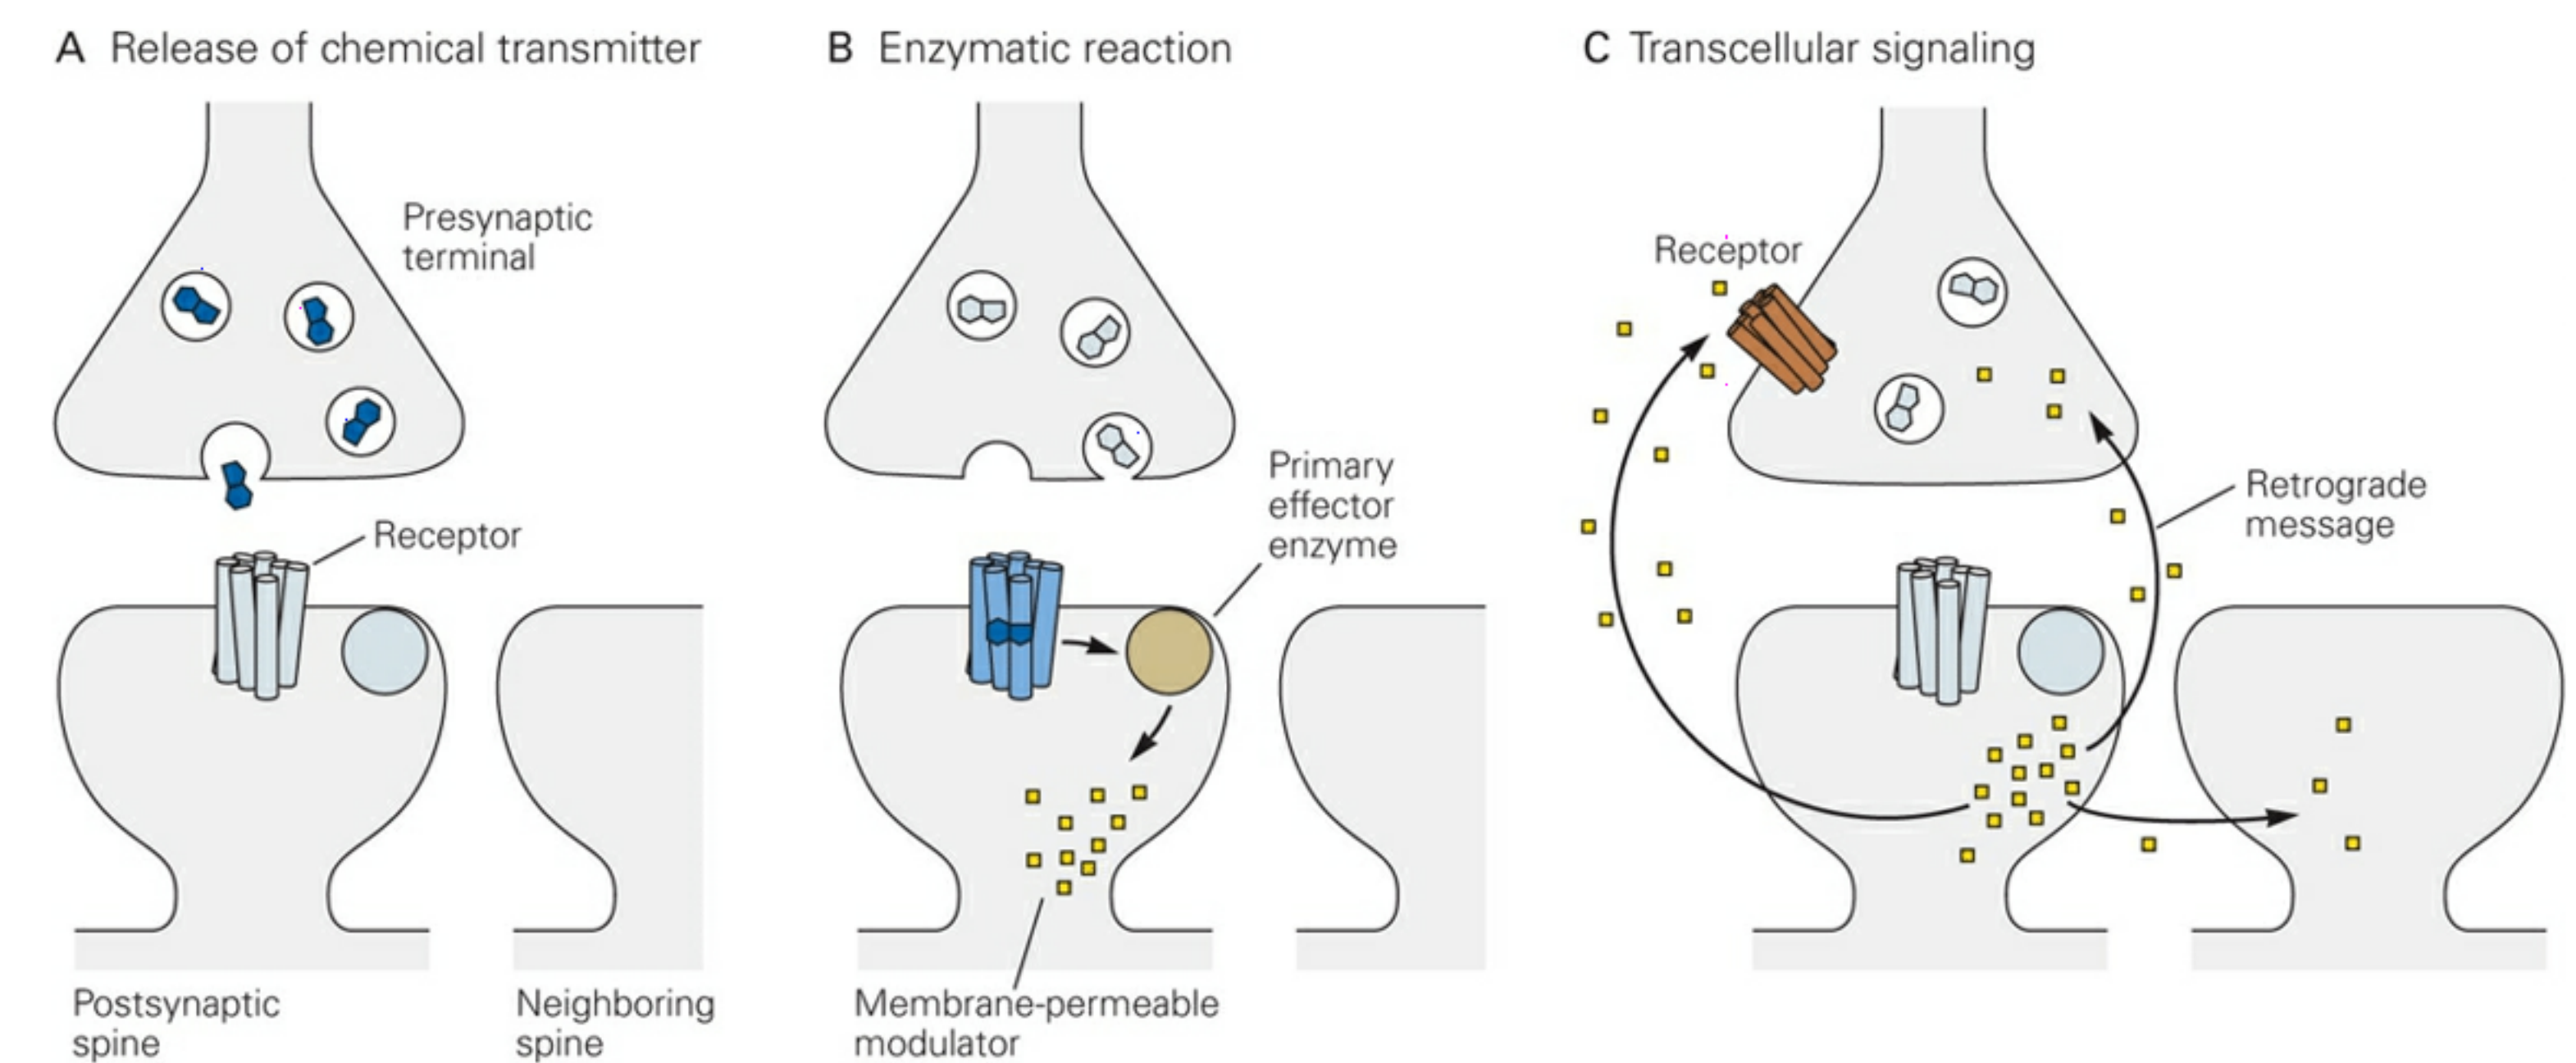 A Release of chemical transmitter
Presynaptic
terminal
Receptor
Postsynaptic
spine
Neighboring
spine
B Enzymatic reaction
Primary
effector
enzyme
Membrane-permeable
modulator
C Transcellular signaling
Receptor
Retrograde
message